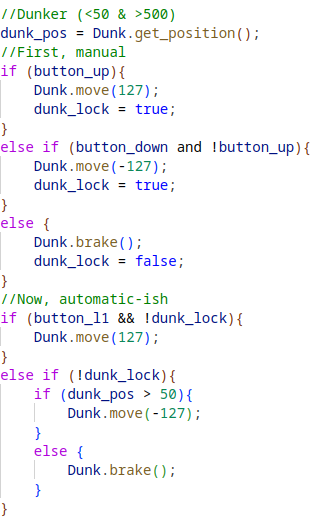 //Dunker (<50 & >500)
dunk_pos = Dunk.get_position();
//First, manual
if (button_up){
    Dunk.move(127);
    dunk_lock = true;
}
else if (button_down and !button_up){
    Dunk.move(-127);
    dunk_lock = true;
}
else {
    Dunk.brake();
    dunk_lock = false;
}
//Now, automatic-ish
if (button_l1 && !dunk_lock){
    Dunk.move(127);
}
else if (!dunk_lock){
    if (dunk_pos > 50){
        Dunk.move(-127);
    }
    else {
        Dunk.brake();
    }
}